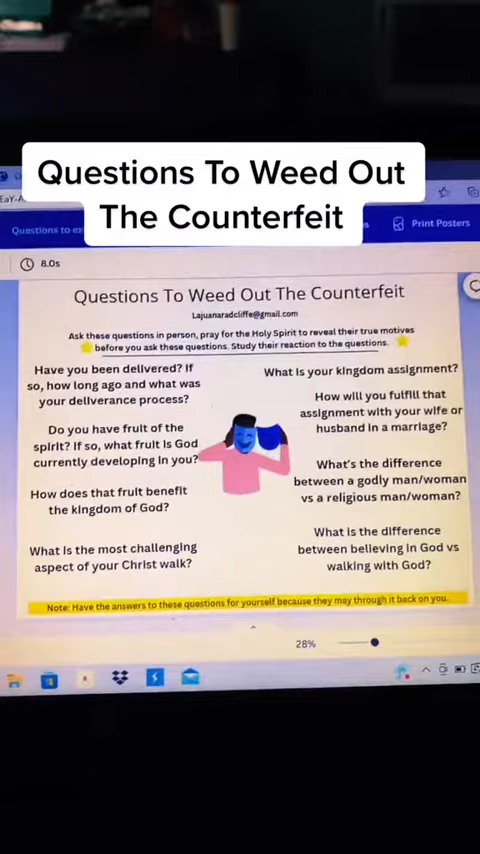 Questions To Weed Out
The Counterfeit
Questions to
Print Posters
8.0s
Questions To Weed Out The Counterfeit
Lajuanaradcliffe@gmail.com
Ask these questions in person, pray for the Holy Spirit to reveal their true motives
before you ask these questions. Study their reaction to the questions.
Have you been delivered? If
so, how long ago and what was
your deliverance process?
Do you have fruit of the
spirit? If so, what fruit is God
currently developing in you?
How does that fruit benefit
the kingdom of God?
What is the most challenging
aspect of your Christ walk?
What is your kingdom assignment?
How will you fulfill that
assignment with your wife or
husband in a marriage?
What's the difference
between a godly man/woman
vs a religious man/woman?
What is the difference
between believing in God vs
walking with God?
Note: Have the answers to these questions for yourself because they may through it back on you.
28%